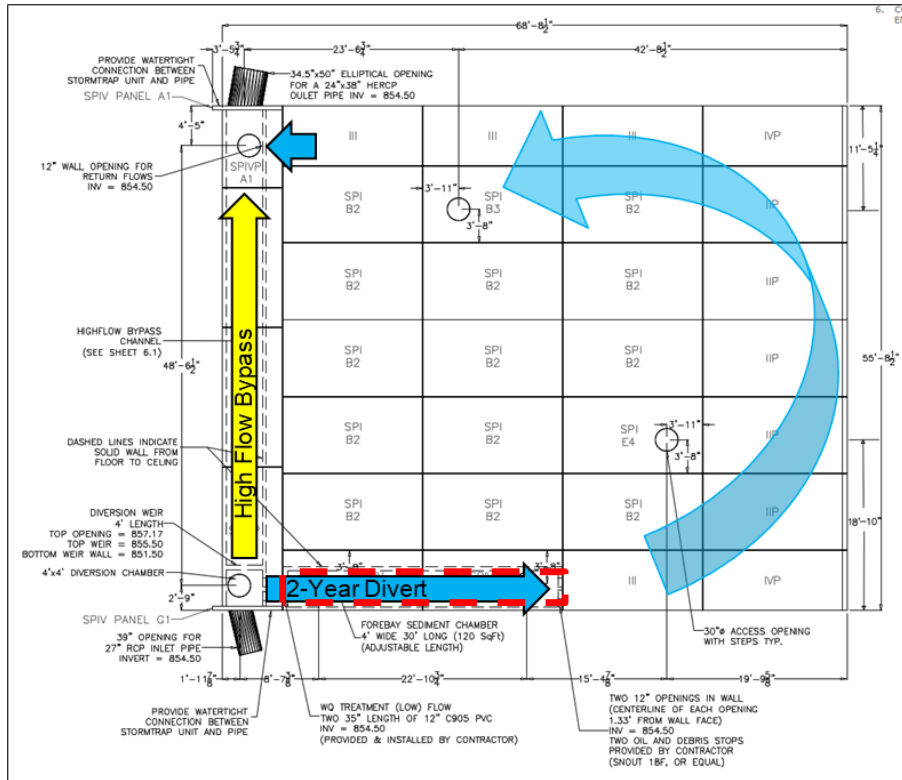 6. C
EN
68'-8½"
3'-5¾"
23'-6¾"
42'-8½"
PROVIDE WATERTIGHT
CONNECTION BETWEEN
STORMTRAP UNIT AND PIPE
34.5"x50" ELLIPTICAL OPENING
FOR A 24"x38" HERCP
OULET PIPE INV = 854.50
SPIV PANEL A1
4'-5"
III
III
III
IVP
11'-5¼"
12" WALL OPENING FOR
RETURN FLOWS
INV = 854.50
SPIVP
A1
SPI
B2
3'-11"
SPI
B3
SPI
B2
IIP
3'-8"
SPI
B2
SPI
B2
SPI
B2
IIP
HIGHFLOW BYPASS
CHANNEL
(SEE SHEET 6.1)
48'-6½"
High Flow Bypass
SPI
B2
SPI
B2
SPI
B2
IIP
55'-8½"
DASHED LINES INDICATE
SOLID WALL FROM
FLOOR TO CELING
SPI
B2
SPI
B2
SPI
E4
3'-11"
IIP
3'-8"
SPI
B2
SPI
B2
SPI
B2
IIP
18'-10"
DIVERSION WEIR
4' LENGTH
TOP OPENING = 857.17
TOP WEIR = 855.50
BOTTOM WEIR WALL = 851.50
4'x4' DIVERSION CHAMBER
3'-8"
3'-8"
2-Year Divert
III
IVP
2'-9"
SPIV PANEL G1
FOREBAY SEDIMENT CHAMBER
4' WIDE 30' LONG (120 SqFt)
(ADJUSTABLE LENGTH)
30"ø ACCESS OPENING
WITH STEPS TYP.
39" OPENING FOR
27" RCP INLET PIPE
INVERT = 854.50
1'-11⅞"
8'-7⅜"
22'-10¾"
15'-4⅞"
19'-9⅝"
PROVIDE WATERTIGHT
CONNECTION BETWEEN
STORMTRAP UNIT AND PIPE
WQ TREATMENT (LOW) FLOW
TWO 35" LENGTH OF 12" C905 PVC
INV = 854.50
(PROVIDED & INSTALLED BY CONTRACTOR)
TWO 12" OPENINGS IN WALL
(CENTERLINE OF EACH OPENING
1.33' FROM WALL FACE)
INV = 854.50
TWO OIL AND DEBRIS STOPS
PROVIDED BY CONTRACTOR
(SNOUT 18F, OR EQUAL)